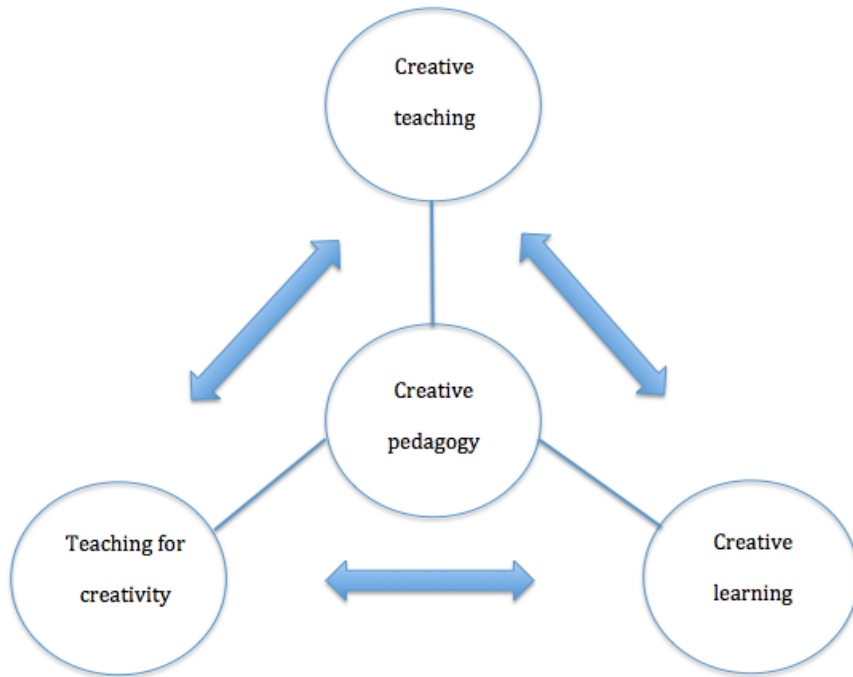 Creative
teaching
Creative
pedagogy
Teaching for
creativity
Creative
learning